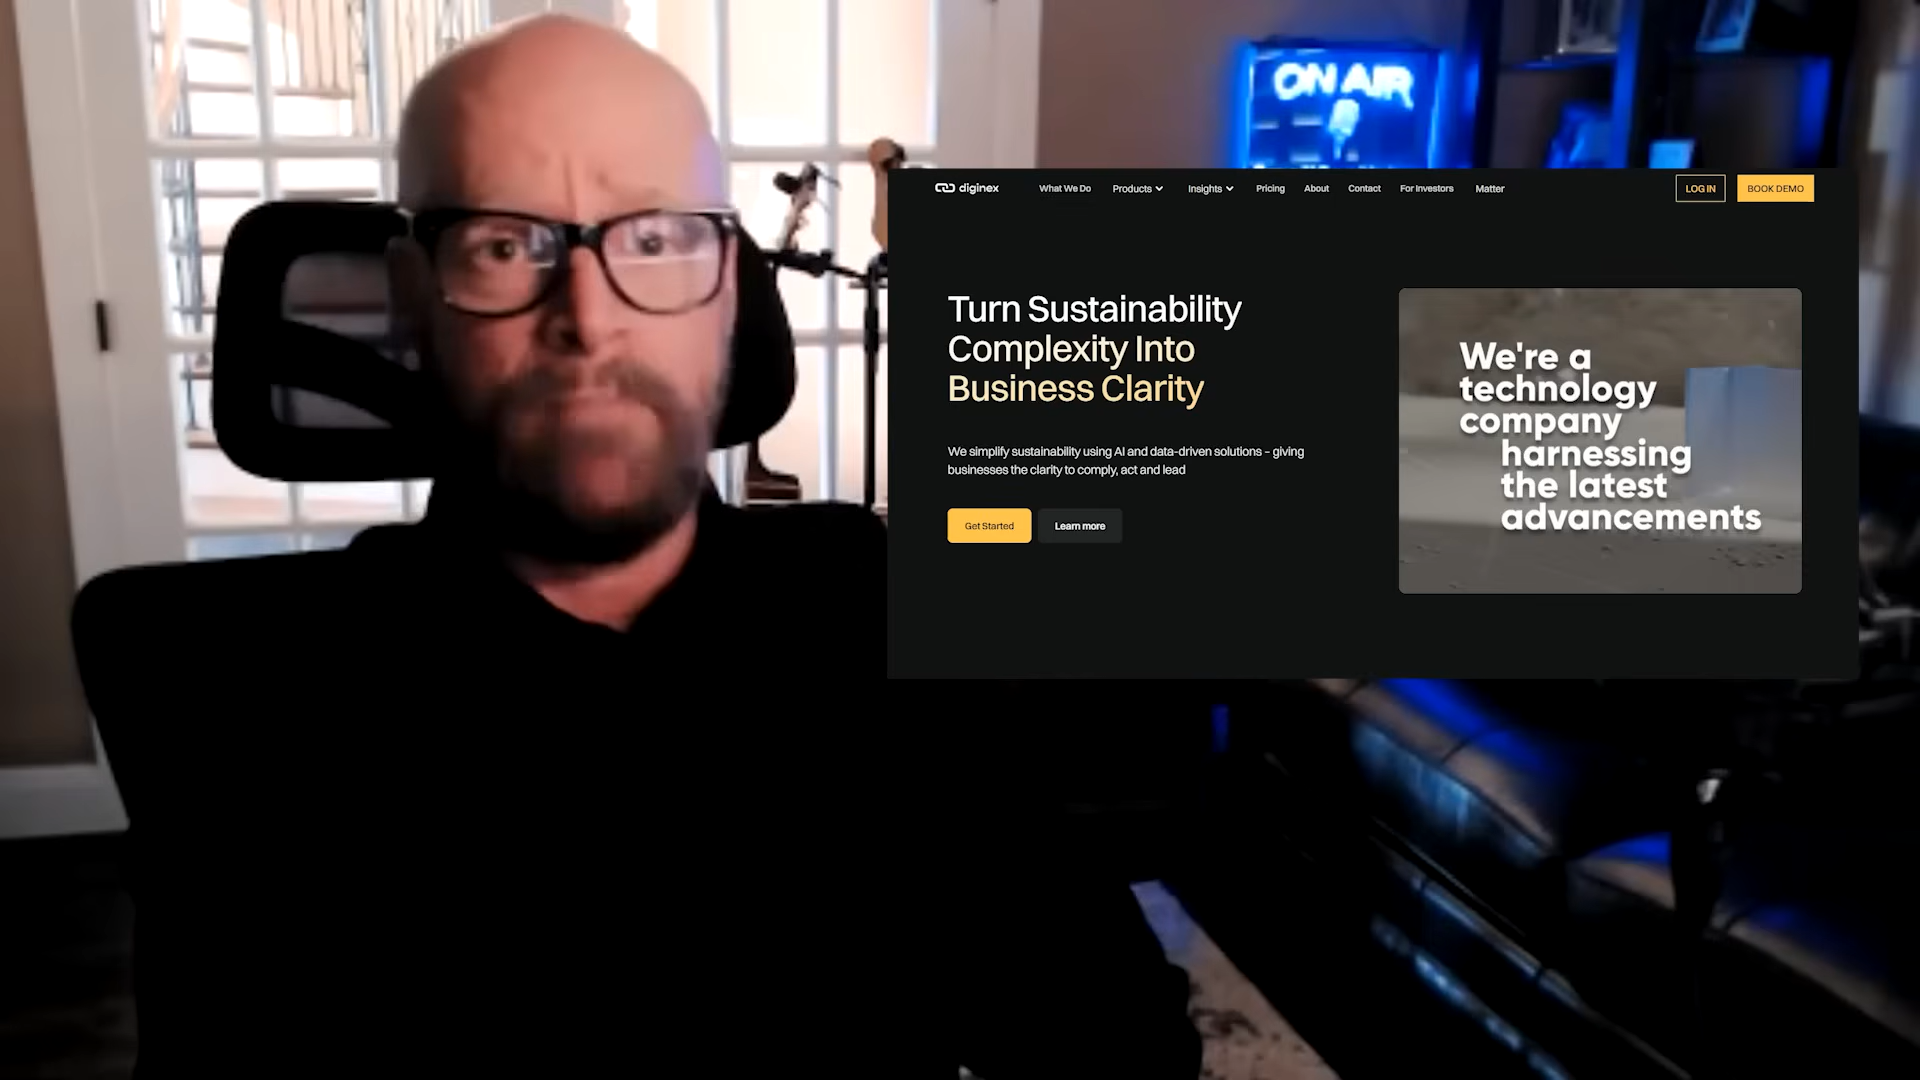 ON AIR
diginex
What We Do
Products
Insights
Pricing
About
Contact
For Investors
Matter
LOG IN
BOOK DEMO
Turn Sustainability
Complexity Into
Business Clarity
We simplify sustainability using AI and data-driven solutions – giving
businesses the clarity to comply, act and lead
Get Started
Learn more
We're a
technology
company
harnessing
the latest
advancements